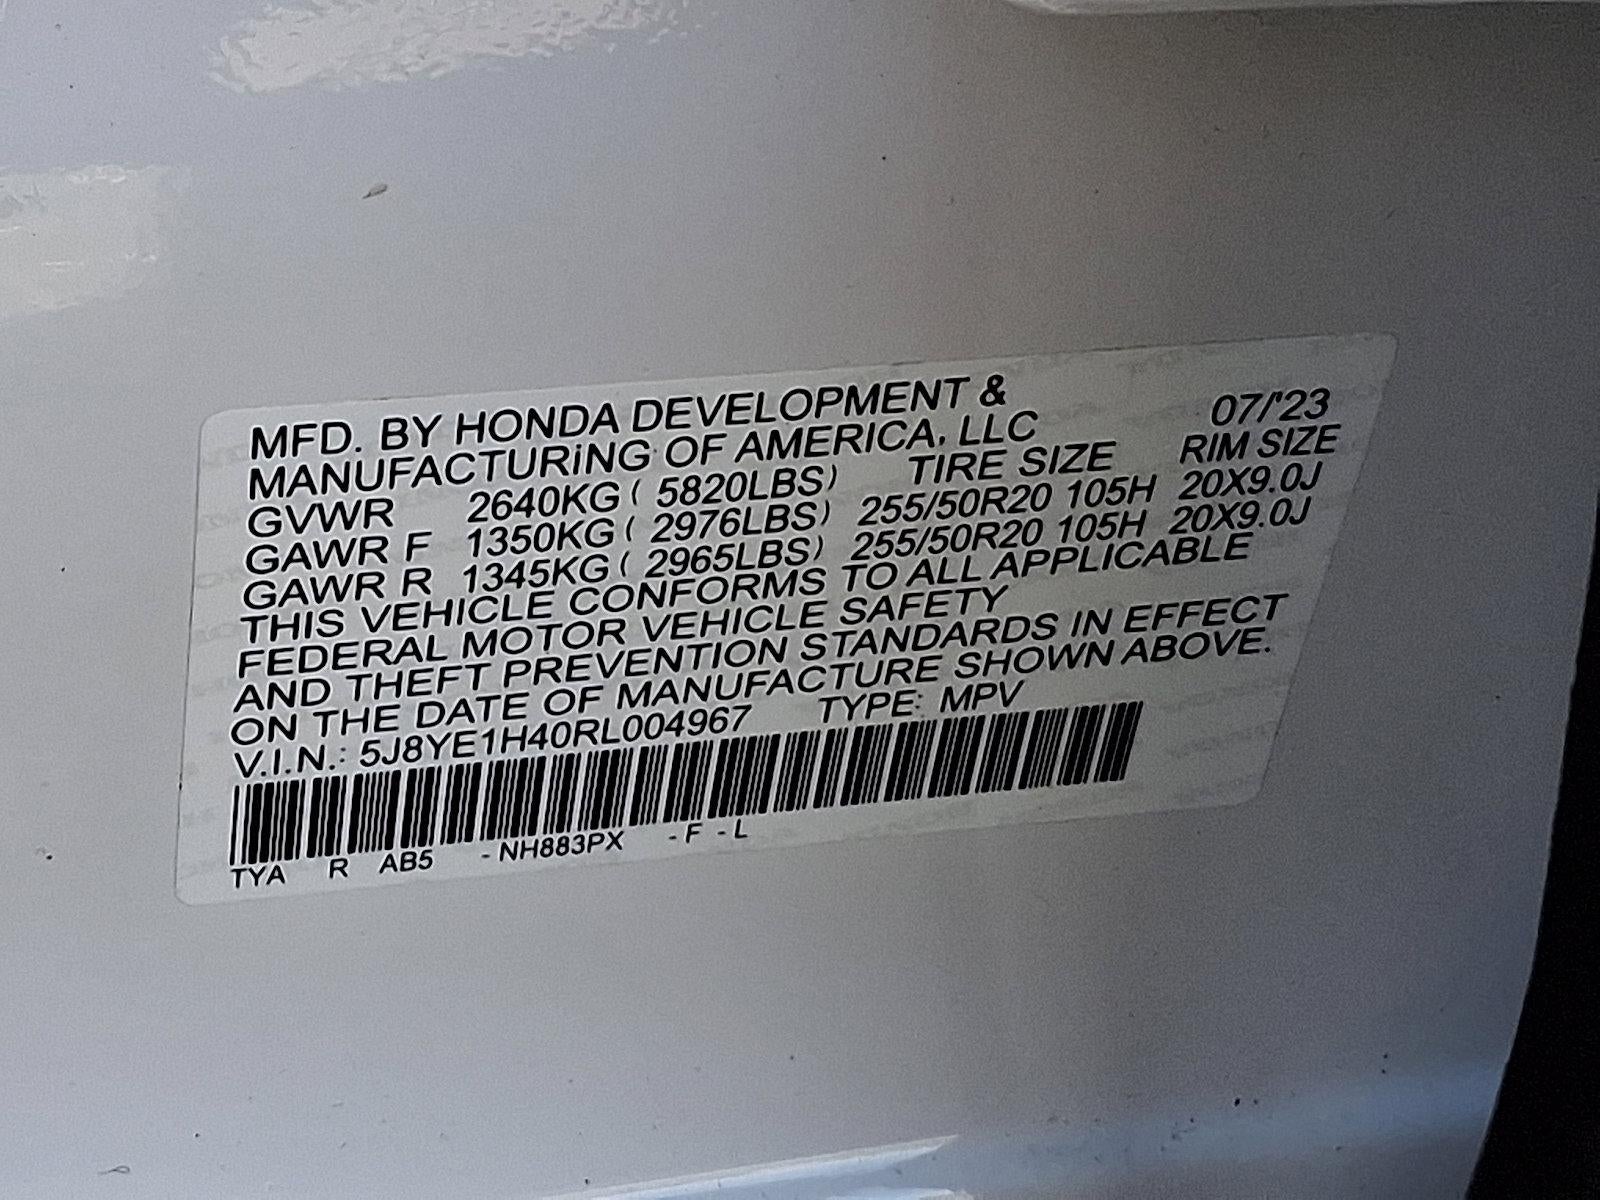 MFD. BY HONDA DEVELOPMENT & 07/'23
MANUFACTURiNG OF AMERICA, LLC RIM SIZE
GVWR 2640KG ( 5820LBS) TIRE SIZE
GAWR F 1350KG ( 2976LBS) 255/50R20 105H 20X9.0J
GAWR R 1345KG ( 2965LBS) 255/50R20 105H 20X9.0J
THIS VEHICLE CONFORMS TO ALL APPLICABLE
FEDERAL MOTOR VEHICLE SAFETY
AND THEFT PREVENTION STANDARDS IN EFFECT
ON THE DATE OF MANUFACTURE SHOWN ABOVE.
V.I.N.: 5J8YE1H40RL004967 TYPE: MPV
TYA R AB5 -NH883PX -F -L